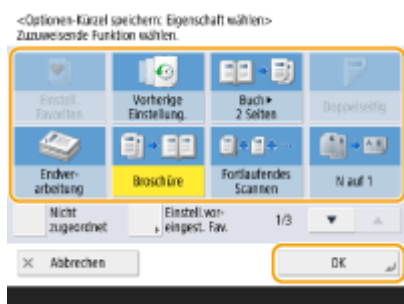 <Optionen-Kürzel speichern: Eigenschaft wählen>
Zuzuweisende Funktion wählen.
Einstell. Favoriten
Vorherige Einstellung.
Buch▸ 2 Seiten
Doppelseitig
Endver-
arbeitung
Broschüre
Fortlaufendes
Scannen
N auf 1
Nicht
zugeordnet
Einstell.vor-
eingest. Fav.
1/3
Abbrechen
OK